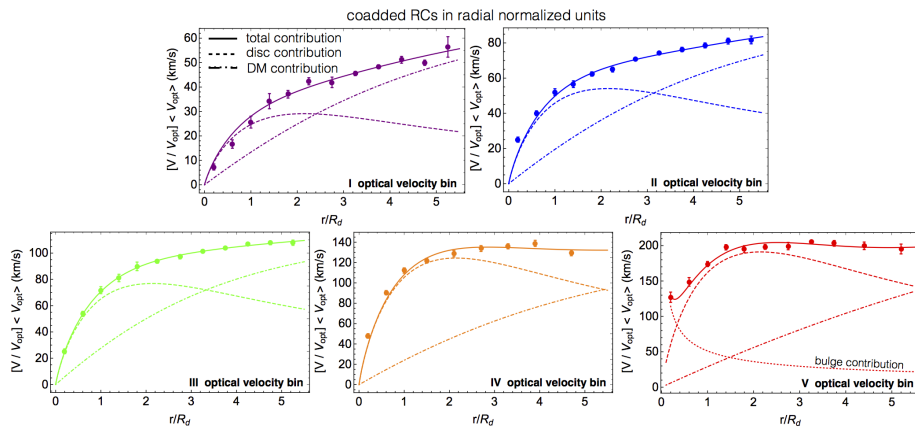 coadded RCs in radial normalized units
[V / Vopt] < Vopt > (km/s)
60
50
40
30
20
10
0
total contribution
disc contribution
DM contribution
I optical velocity bin
0 1 2 3 4 5
r/Rd
[V / Vopt] < Vopt > (km/s)
80
60
40
20
0
II optical velocity bin
0 1 2 3 4 5
r/Rd
[V / Vopt] < Vopt > (km/s)
100
80
60
40
20
0
III optical velocity bin
0 1 2 3 4 5
r/Rd
[V / Vopt] < Vopt > (km/s)
140
120
100
80
60
40
20
0
IV optical velocity bin
0 1 2 3 4 5
r/Rd
[V / Vopt] < Vopt > (km/s)
200
150
100
50
0
bulge contribution
V optical velocity bin
0 1 2 3 4 5
r/Rd